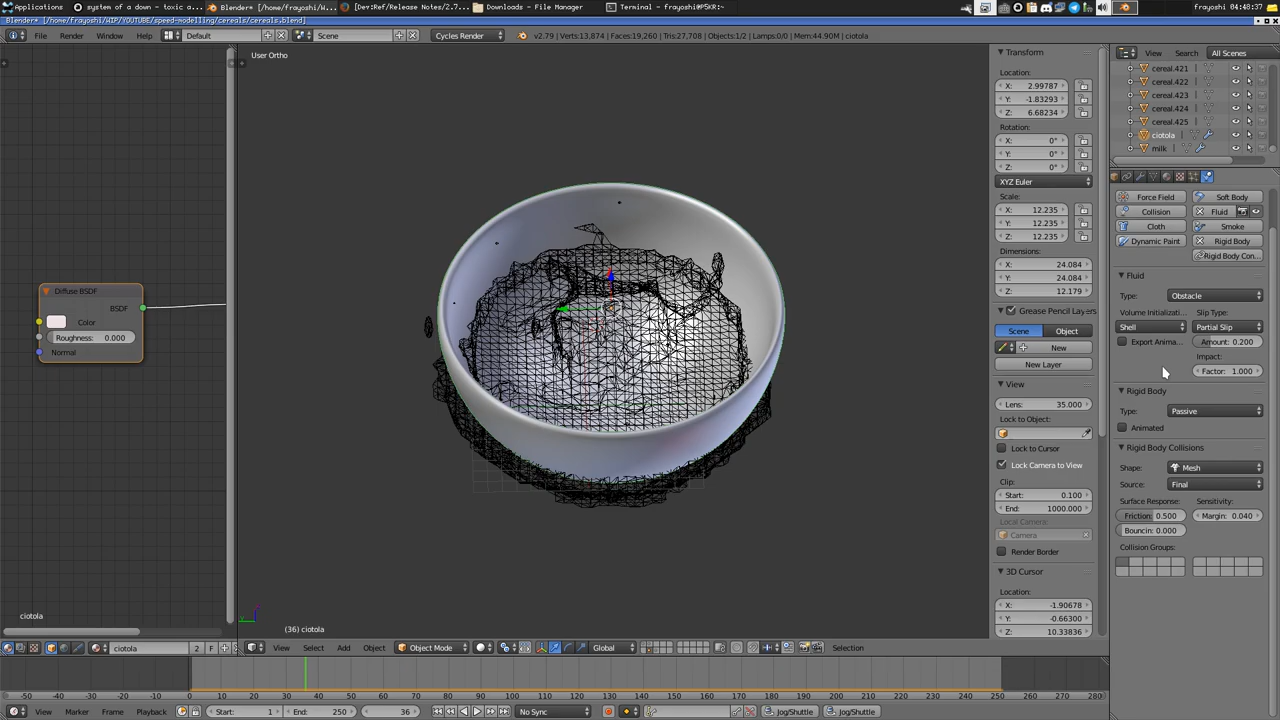 Applications
system of a down - toxic a...
Blender* [/home/frayoshi/...
[Dev:Ref/Release Notes/2.7...
Downloads - File Manager
Terminal - frayoshi@P5KR:~
frayoshi 04:48:37
Blender* [/home/frayoshi/WIP/YOUTUBE/speed-modelling/cereals/cereals.blend]
File Render Window Help
Default
Scene
Cycles Render
v2.79 | Verts:13,874 | Faces:19,260 | Tris:27,708 | Objects:1/2 | Lamps:0/0 | Mem:44.90M | ciotola
View Search All Scenes
User Ortho
Diffuse BSDF
BSDF
Color
Roughness: 0.000
Normal
ciotola
(36) ciotola
Transform
Location:
X: 2.99787
Y: -1.83293
Z: 6.68234
Rotation:
X: 0°
Y: 0°
Z: 0°
XYZ Euler
Scale:
X: 12.235
Y: 12.235
Z: 12.235
Dimensions:
X: 24.084
Y: 24.084
Z: 12.179
Grease Pencil Layers
Scene Object
New
New Layer
View
Lens: 35.000
Lock to Object:
Lock to Cursor
Lock Camera to View
Clip:
Start: 0.100
End: 1000.000
Local Camera:
Camera
Render Border
3D Cursor
Location:
X: -1.90678
Y: -0.66300
Z: 10.33836
cereal.421
cereal.422
cereal.423
cereal.424
cereal.425
ciotola
milk
Force Field Soft Body
Collision Fluid
Cloth Smoke
Dynamic Paint Rigid Body
Rigid Body Con...
Fluid
Type: Obstacle
Volume Initializati... Slip Type:
Shell Partial Slip
Export Anima... Amount: 0.200
Impact:
Factor: 1.000
Rigid Body
Type: Passive
Animated
Rigid Body Collisions
Shape: Mesh
Source: Final
Surface Response: Sensitivity:
Friction: 0.500 Margin: 0.040
Bouncin: 0.000
Collision Groups:
ciotola 2 F
View Select Add Object Object Mode Global Selection
-50 -40 -30 -20 -10 0 10 20 30 40 50 60 70 80 90 100 110 120 130 140 150 160 170 180 190 200 210 220 230 240 250 260 270 280
View Marker Frame Playback Start: 1 End: 250 36 No Sync Jog/Shuttle Jog/Shuttle